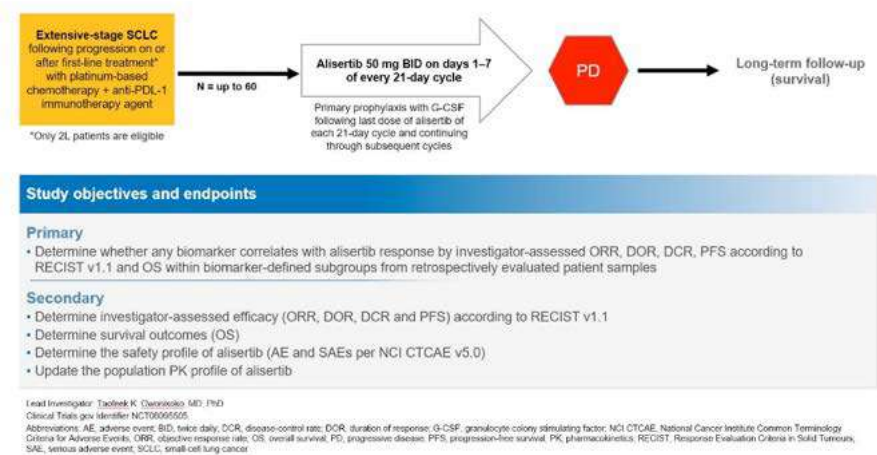 Extensive-stage SCLC
following progression on or
after first-line treatment*
with platinum-based
chemotherapy + anti-PDL-1
immunotherapy agent
*Only 2L patients are eligible
N = up to 60
Alisertib 50 mg BID on days 1–7
of every 21-day cycle
Primary prophylaxis with G-CSF
following last dose of alisertib of
each 21-day cycle and continuing
through subsequent cycles
PD
Long-term follow-up
(survival)
Study objectives and endpoints
Primary
• Determine whether any biomarker correlates with alisertib response by investigator-assessed ORR, DOR, DCR, PFS according to
RECIST v1.1 and OS within biomarker-defined subgroups from retrospectively evaluated patient samples
Secondary
• Determine investigator-assessed efficacy (ORR, DOR, DCR and PFS) according to RECIST v1.1
• Determine survival outcomes (OS)
• Determine the safety profile of alisertib (AE and SAEs per NCI CTCAE v5.0)
• Update the population PK profile of alisertib
Lead Investigator: Taofeek K. Owonikoko, MD, PhD
Clinical Trials.gov Identifier NCT06095505.
Abbreviations: AE, adverse event; BID, twice daily; DCR, disease-control rate; DOR, duration of response; G-CSF, granulocyte colony stimulating factor; NCI CTCAE, National Cancer Institute Common Terminology
Criteria for Adverse Events; ORR, objective response rate; OS, overall survival; PD, progressive disease; PFS, progression-free survival; PK, pharmacokinetics; RECIST, Response Evaluation Criteria in Solid Tumours;
SAE, serious adverse event; SCLC, small-cell lung cancer